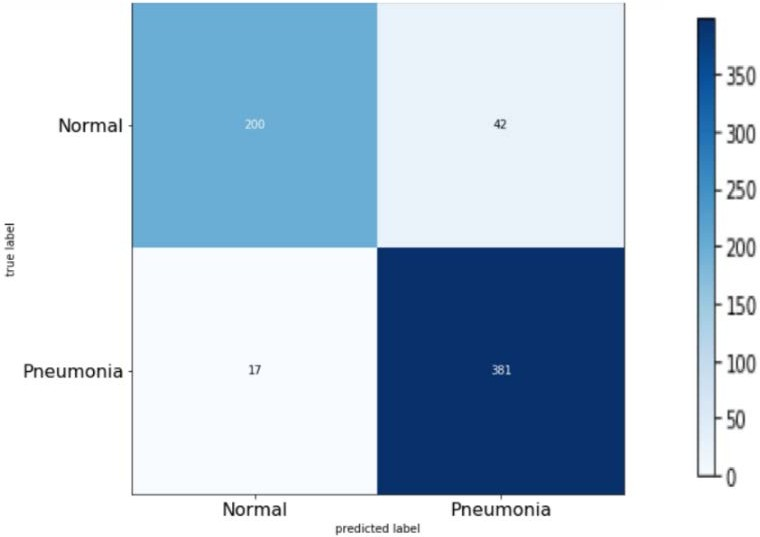 Normal
200
42
true label
Pneumonia
17
381
Normal
Pneumonia
predicted label
350
300
250
200
150
100
50
0